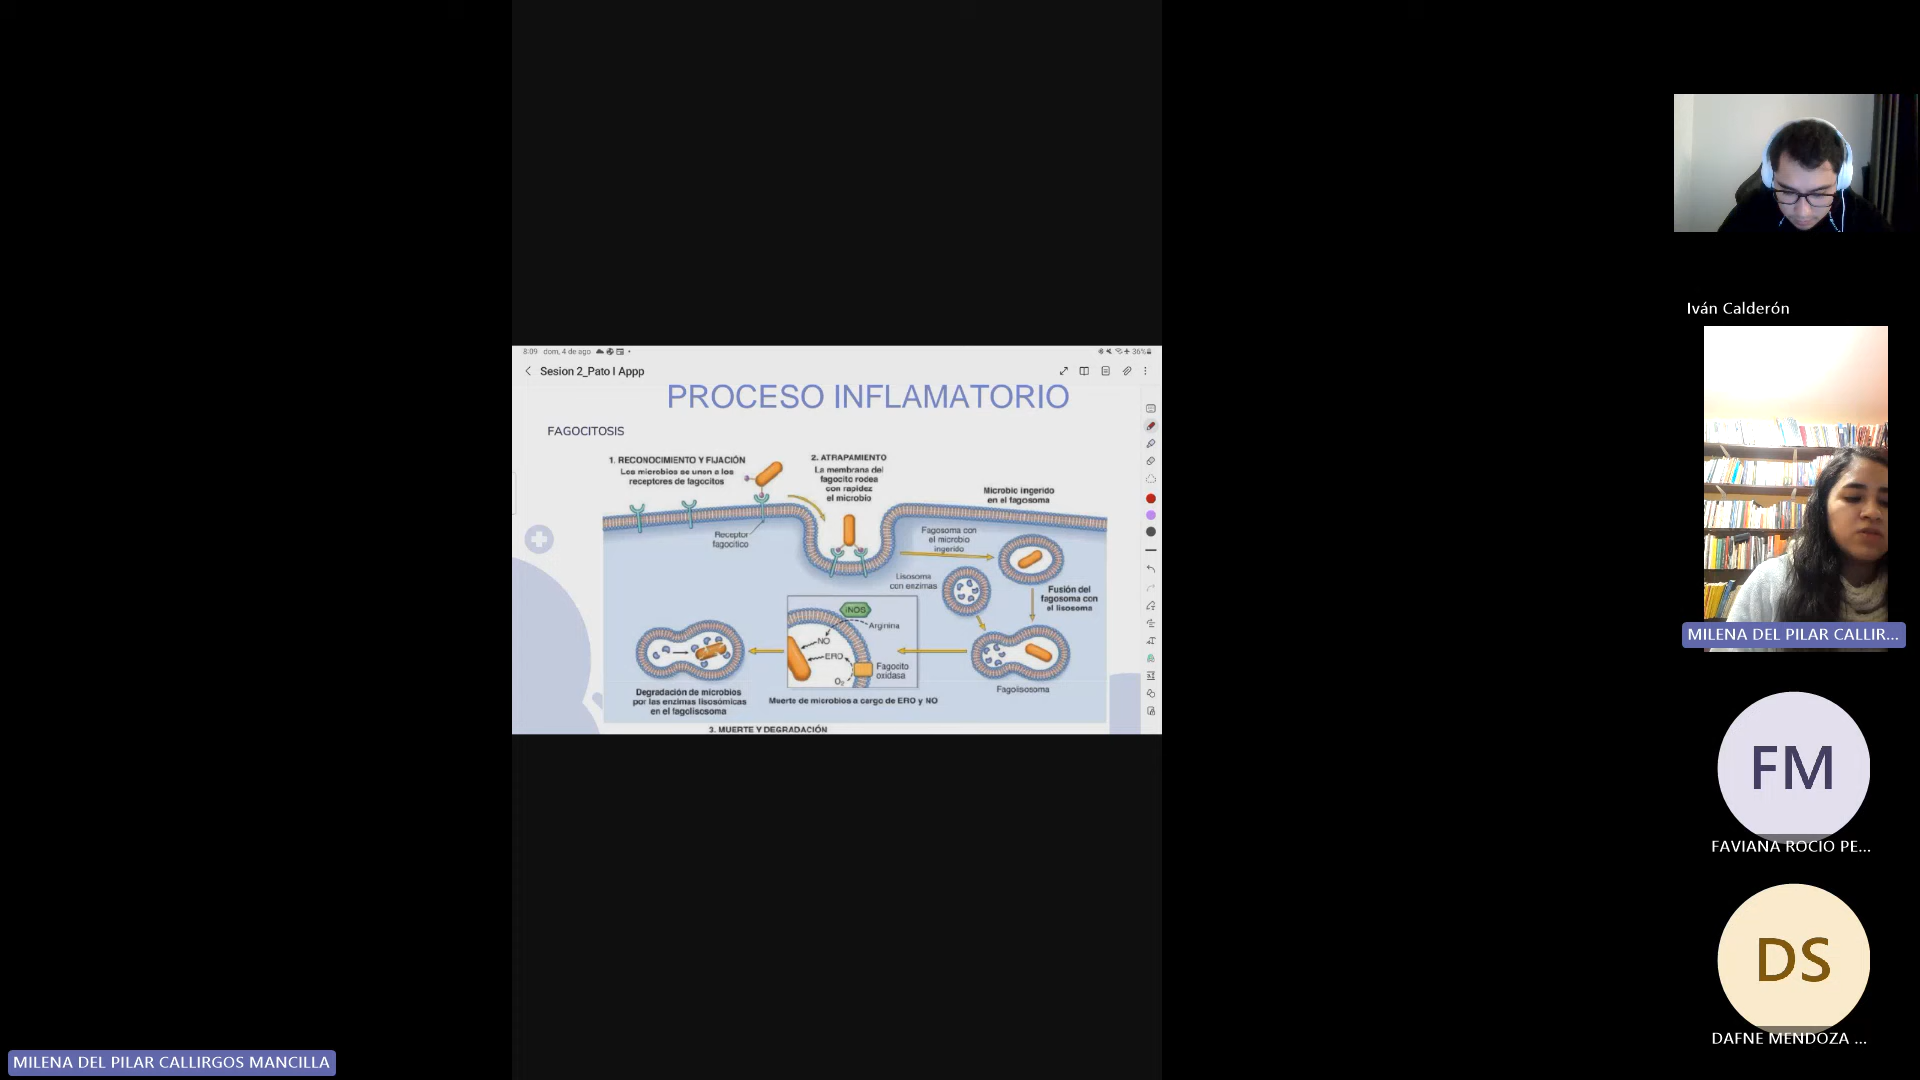 8:09 dom, 4 de ago
36%
Sesion 2_Pato I Appp
PROCESO INFLAMATORIO
FAGOCITOSIS
1. RECONOCIMIENTO Y FIJACIÓN
Los microbios se unen a los
receptores de fagocitos
2. ATRAPAMIENTO
La membrana del
fagocito rodea
con rapidez
el microbio
Microbio ingerido
en el fagosoma
Receptor
fagocítico
Fagosoma con
el microbio
ingerido
Lisosoma
con enzimas
Fusión del
fagosoma con
el lisosoma
iNOS
Arginina
NO
ERO
O₂
Fagocito
oxidasa
Fagolisosoma
Degradación de microbios
por las enzimas lisosómicas
en el fagolisosoma
Muerte de microbios a cargo de ERO y NO
3. MUERTE Y DEGRADACIÓN
Iván Calderón
MILENA DEL PILAR CALLIR...
FM
FAVIANA ROCIO PE...
DS
DAFNE MENDOZA ...
MILENA DEL PILAR CALLIRGOS MANCILLA